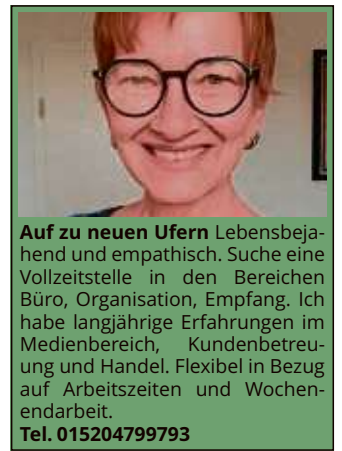 Auf zu neuen Ufern Lebensbeja-
hend und empathisch. Suche eine
Vollzeitstelle in den Bereichen
Büro, Organisation, Empfang. Ich
habe langjährige Erfahrungen im
Medienbereich, Kundenbetreu-
ung und Handel. Flexibel in Bezug
auf Arbeitszeiten und Wochen-
endarbeit.
Tel. 015204799793